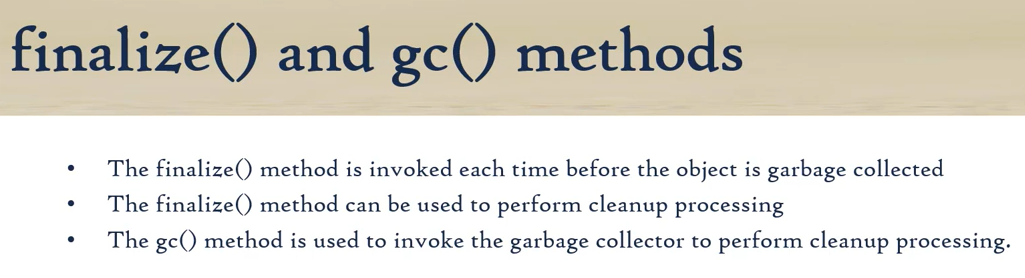 finalize() and gc() methods
• The finalize() method is invoked each time before the object is garbage collected
• The finalize() method can be used to perform cleanup processing
• The gc() method is used to invoke the garbage collector to perform cleanup processing.